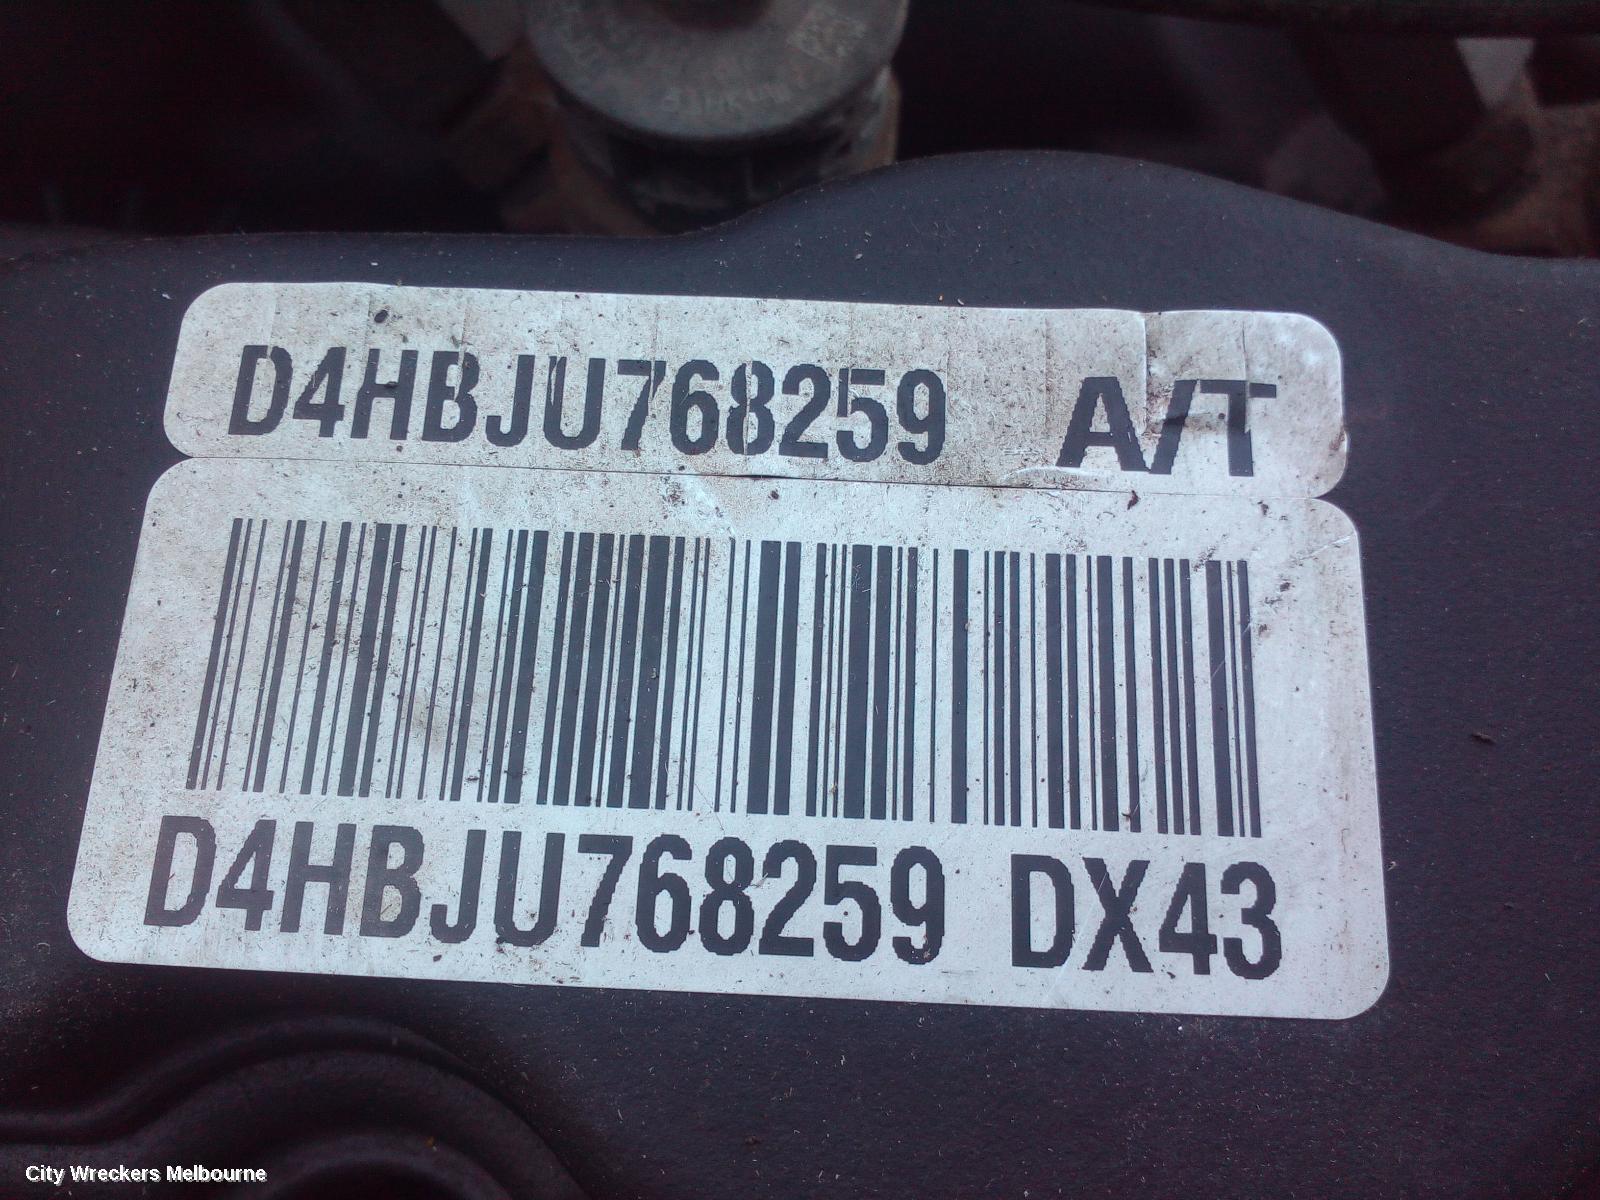 D4HBJU768259 A/T
D4HBJU768259 DX43
City Wreckers Melbourne